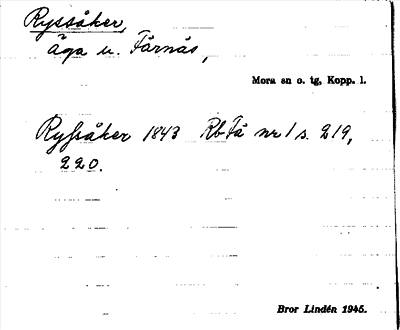 Ryssåker,
äga u. Färnäs,
Mora sn o. tg, Kopp. l.
Ryssåker 1843 Rb Fä nr 1 s. 219,
220.
Bror Lindén 1945.